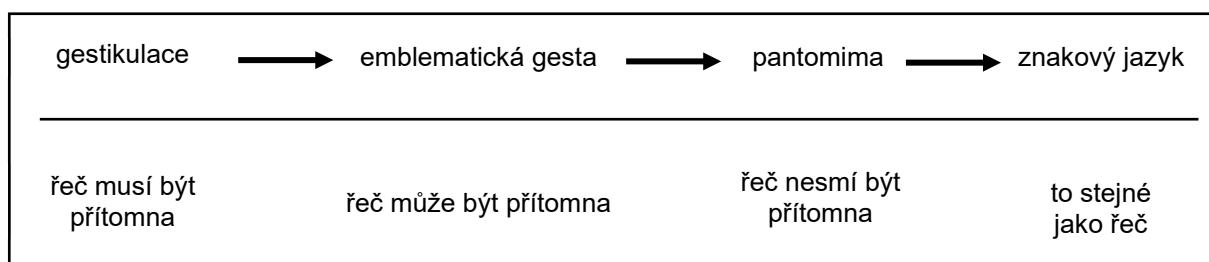 gestikulace emblematická gesta pantomima znakový jazyk
řeč musí být
přítomna
řeč může být přítomna
řeč nesmí být
přítomna
to stejné
jako řeč